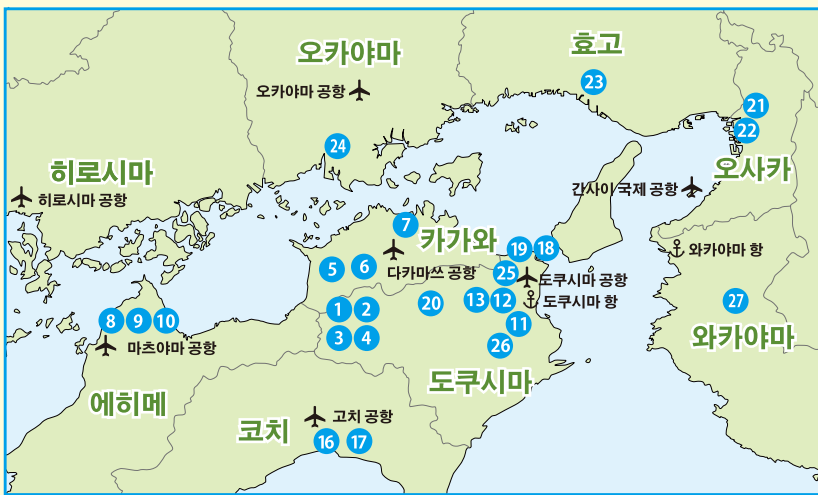 오카야마
효고
오카야마 공항
23
21
22
24
히로시마
오사카
히로시마 공항
간사이 국제 공항
7
카가와
19
18
와카야마 항
5
6
다카마쓰 공항
25
도쿠시마 공항
1
2
20
13
12
도쿠시마 항
27
8
9
10
11
3
4
26
와카야마
마츠야마 공항
도쿠시마
에히메
고치 공항
코치
16
17